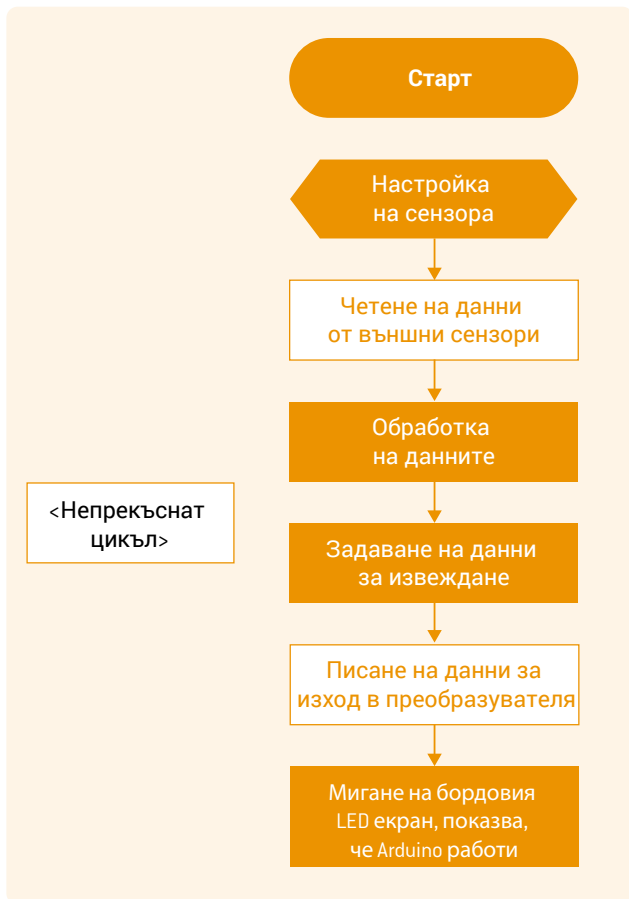 Старт
Настройка
на сензора
Четене на данни
от външни сензори
Обработка
на данните
<Непрекъснат
цикъл>
Задаване на данни
за извеждане
Писане на данни за
изход в преобразувателя
Мигане на бордовия
LED екран, показва,
че Arduino работи